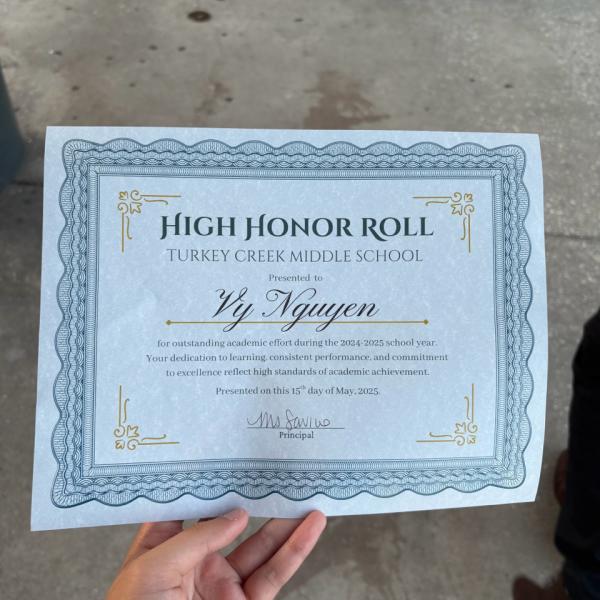 HIGH HONOR ROLL
TURKEY CREEK MIDDLE SCHOOL
Presented to
Vy Nguyen
for outstanding academic effort during the 2024-2025 school year.
Your dedication to learning, consistent performance, and commitment
to excellence reflect high standards of academic achievement.
Presented on this 15th day of May, 2025.
Principal